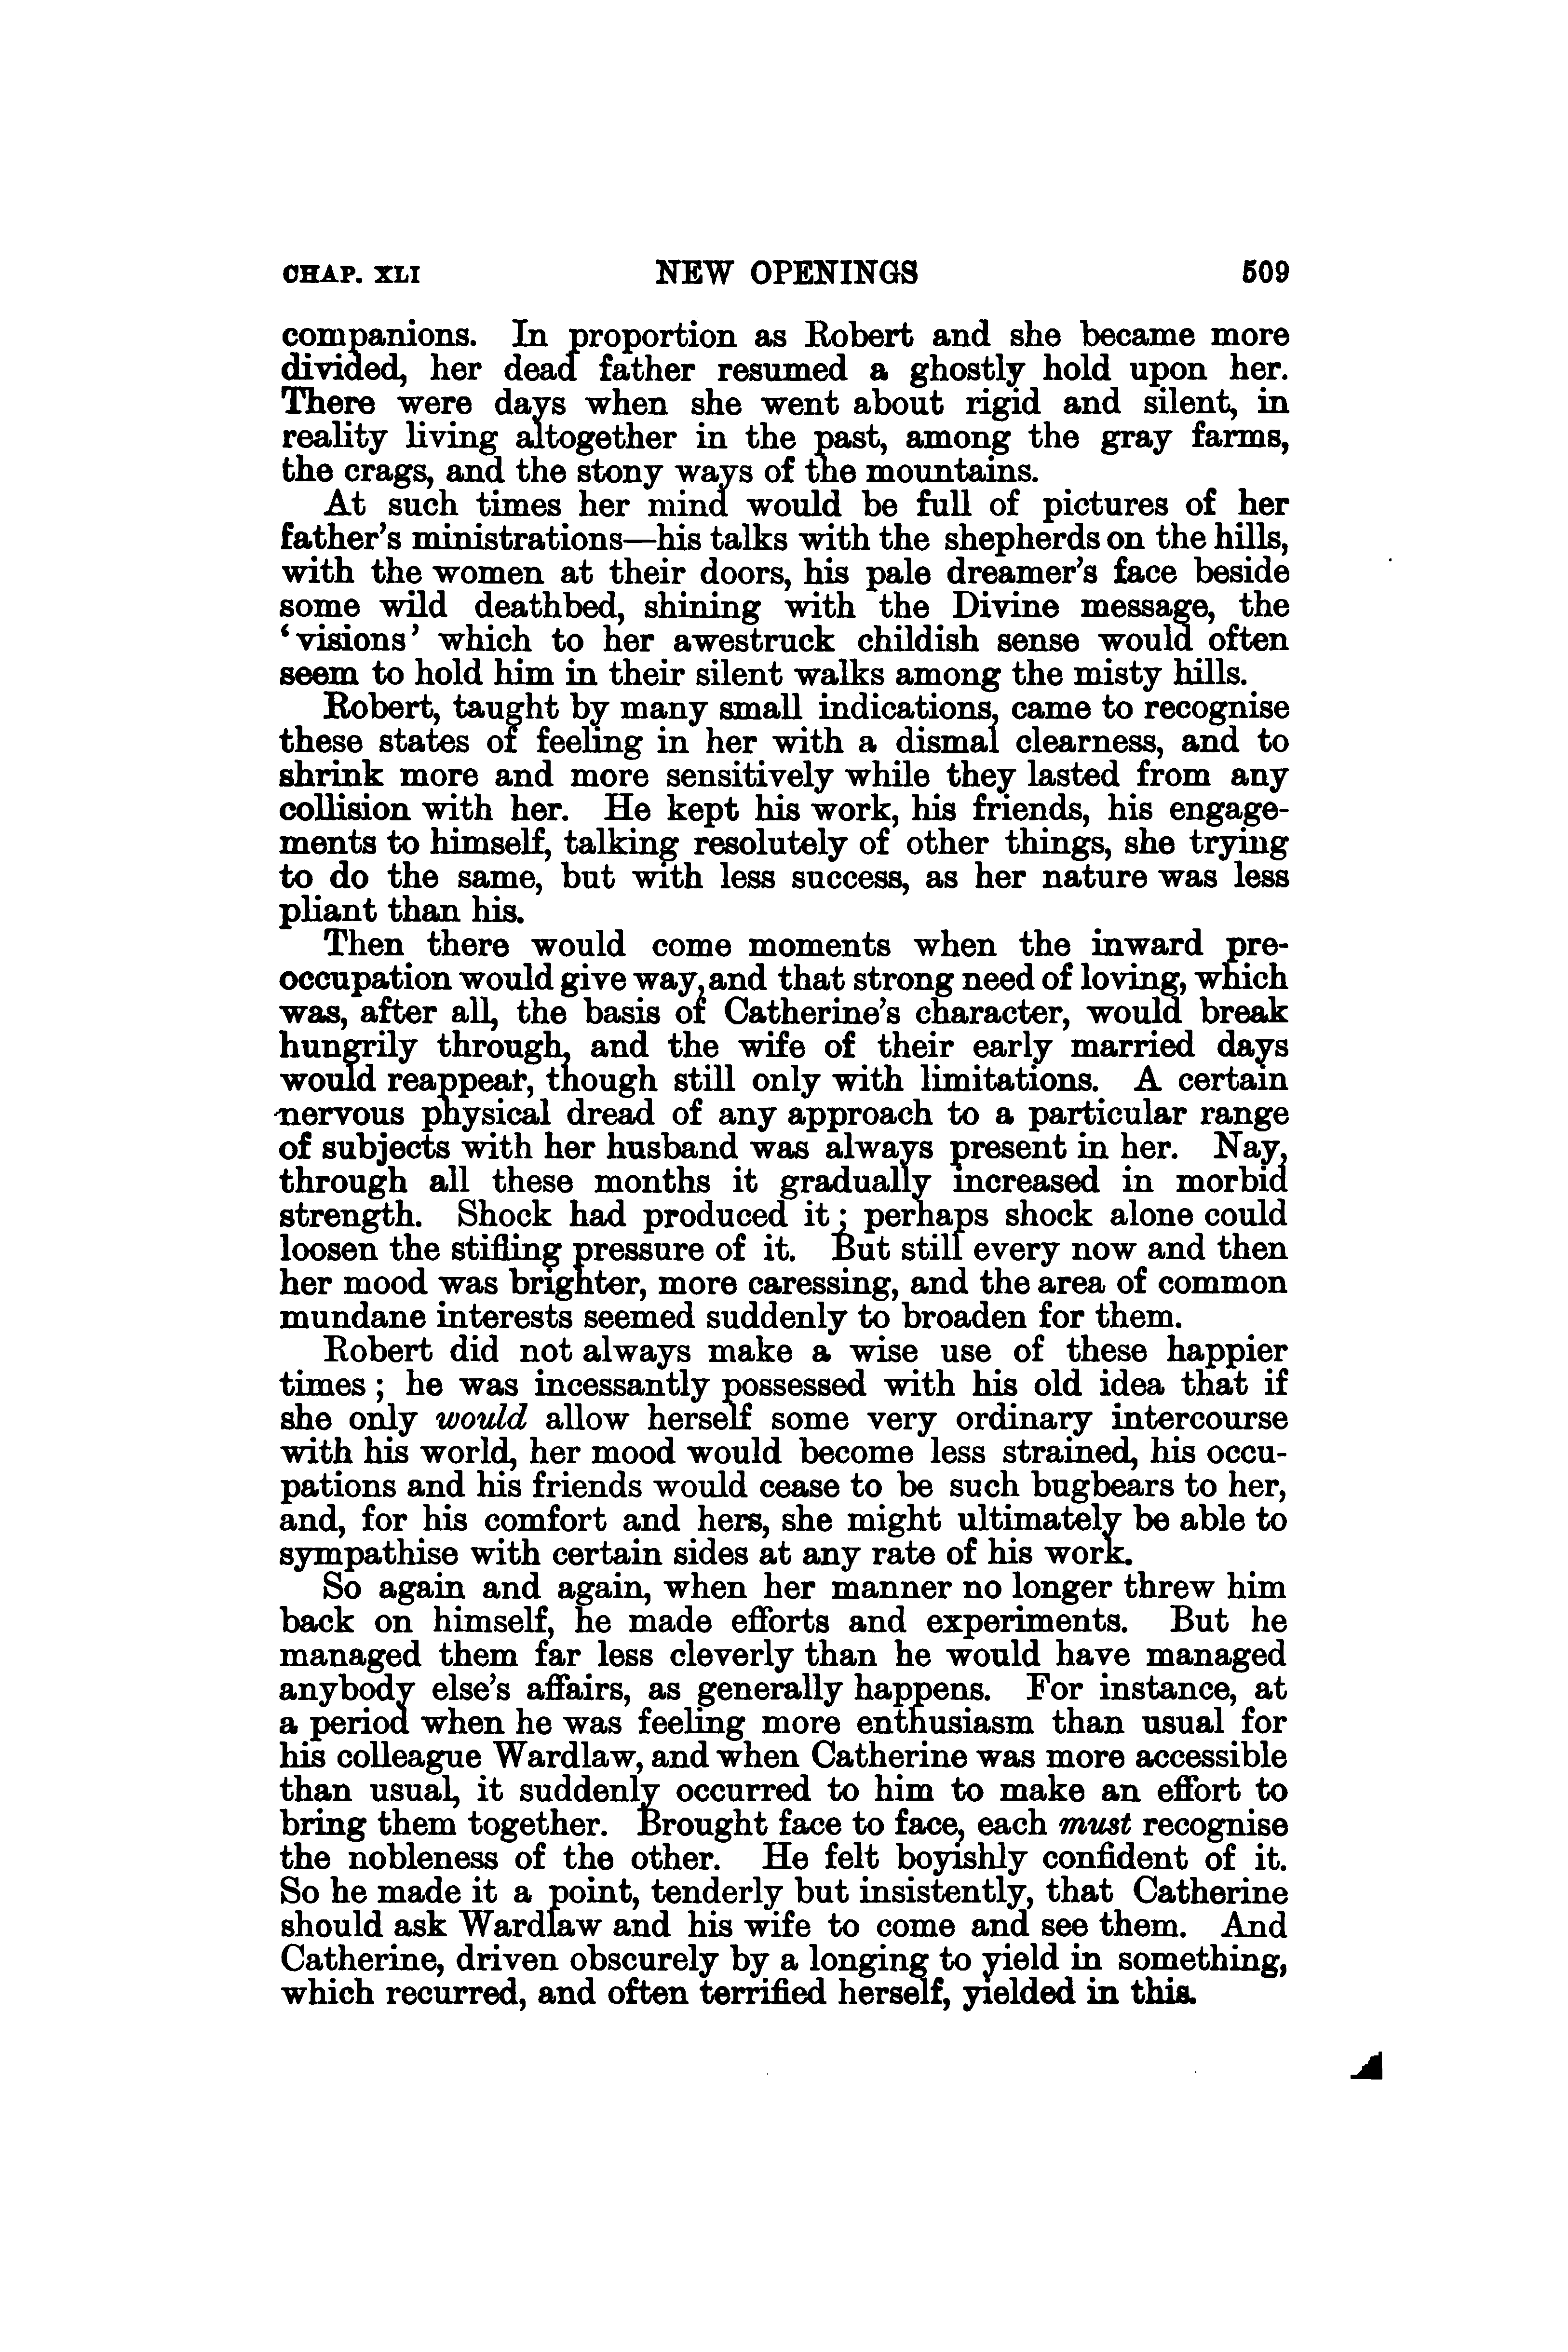 CHAP. XLI NEW OPENINGS 509
companions. In proportion as Robert and she became more
divided, her dead father resumed a ghostly hold upon her.
There were days when she went about rigid and silent, in
reality living altogether in the past, among the gray farms,
the crags, and the stony ways of the mountains.
At such times her mind would be full of pictures of her
father's ministrations—his talks with the shepherds on the hills,
with the women at their doors, his pale dreamer's face beside
some wild deathbed, shining with the Divine message, the
‘visions’ which to her awestruck childish sense would often
seem to hold him in their silent walks among the misty hills.
Robert, taught by many small indications, came to recognise
these states of feeling in her with a dismal clearness, and to
shrink more and more sensitively while they lasted from any
collision with her. He kept his work, his friends, his engage-
ments to himself, talking resolutely of other things, she trying
to do the same, but with less success, as her nature was less
pliant than his.
Then there would come moments when the inward pre-
occupation would give way, and that strong need of loving, which
was, after all, the basis of Catherine's character, would break
hungrily through, and the wife of their early married days
would reappear, though still only with limitations. A certain
nervous physical dread of any approach to a particular range
of subjects with her husband was always present in her. Nay,
through all these months it gradually increased in morbid
strength. Shock had produced it; perhaps shock alone could
loosen the stifling pressure of it. But still every now and then
her mood was brighter, more caressing, and the area of common
mundane interests seemed suddenly to broaden for them.
Robert did not always make a wise use of these happier
times; he was incessantly possessed with his old idea that if
she only would allow herself some very ordinary intercourse
with his world, her mood would become less strained, his occu-
pations and his friends would cease to be such bugbears to her,
and, for his comfort and hers, she might ultimately be able to
sympathise with certain sides at any rate of his work.
So again and again, when her manner no longer threw him
back on himself, he made efforts and experiments. But he
managed them far less cleverly than he would have managed
anybody else's affairs, as generally happens. For instance, at
a period when he was feeling more enthusiasm than usual for
his colleague Wardlaw, and when Catherine was more accessible
than usual, it suddenly occurred to him to make an effort to
bring them together. Brought face to face, each must recognise
the nobleness of the other. He felt boyishly confident of it.
So he made it a point, tenderly but insistently, that Catherine
should ask Wardlaw and his wife to come and see them. And
Catherine, driven obscurely by a longing to yield in something,
which recurred, and often terrified herself, yielded in this.